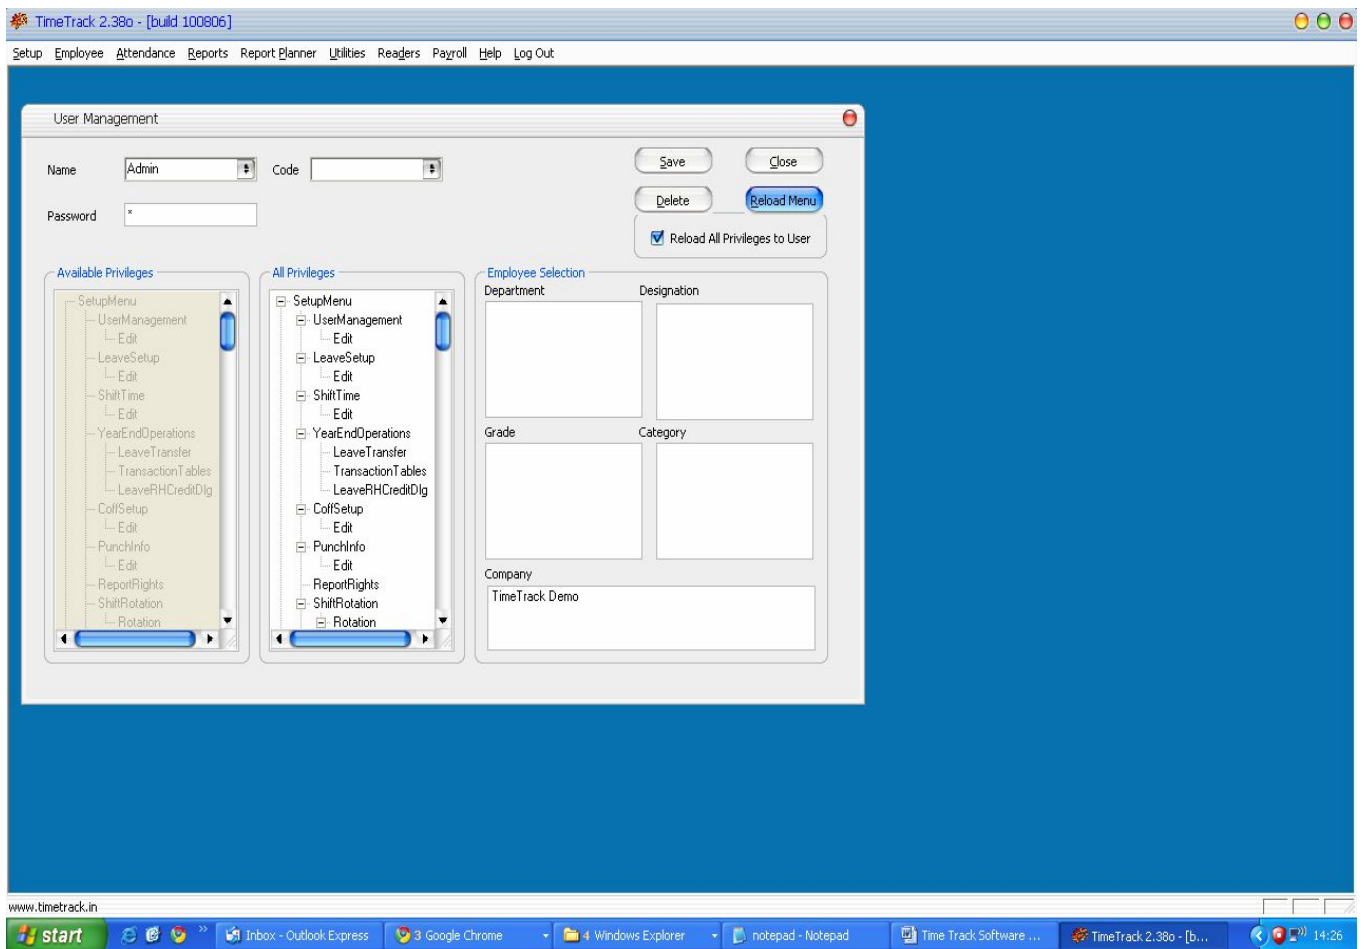 TimeTrack 2.38o - [build 100806]
Setup Employee Attendance Reports Report Planner Utilities Readers Payroll Help Log Out
User Management
Name Admin Code Save Close
Password * Delete Reload Menu
Reload All Privileges to User
Available Privileges
SetupMenu
UserManagement
Edit
LeaveSetup
Edit
ShiftTime
Edit
YearEndOperations
LeaveTransfer
TransactionTables
LeaveRHCreditDlg
CoffSetup
Edit
PunchInfo
Edit
ReportRights
ShiftRotation
Rotation
All Privileges
SetupMenu
UserManagement
Edit
LeaveSetup
Edit
ShiftTime
Edit
YearEndOperations
LeaveTransfer
TransactionTables
LeaveRHCreditDlg
CoffSetup
Edit
PunchInfo
Edit
ReportRights
ShiftRotation
Rotation
Employee Selection
Department Designation
Grade Category
Company
TimeTrack Demo
www.timetrack.in
start Inbox - Outlook Express 3 Google Chrome 4 Windows Explorer notepad - Notepad Time Track Software ... TimeTrack 2.38o - [b... 14:26